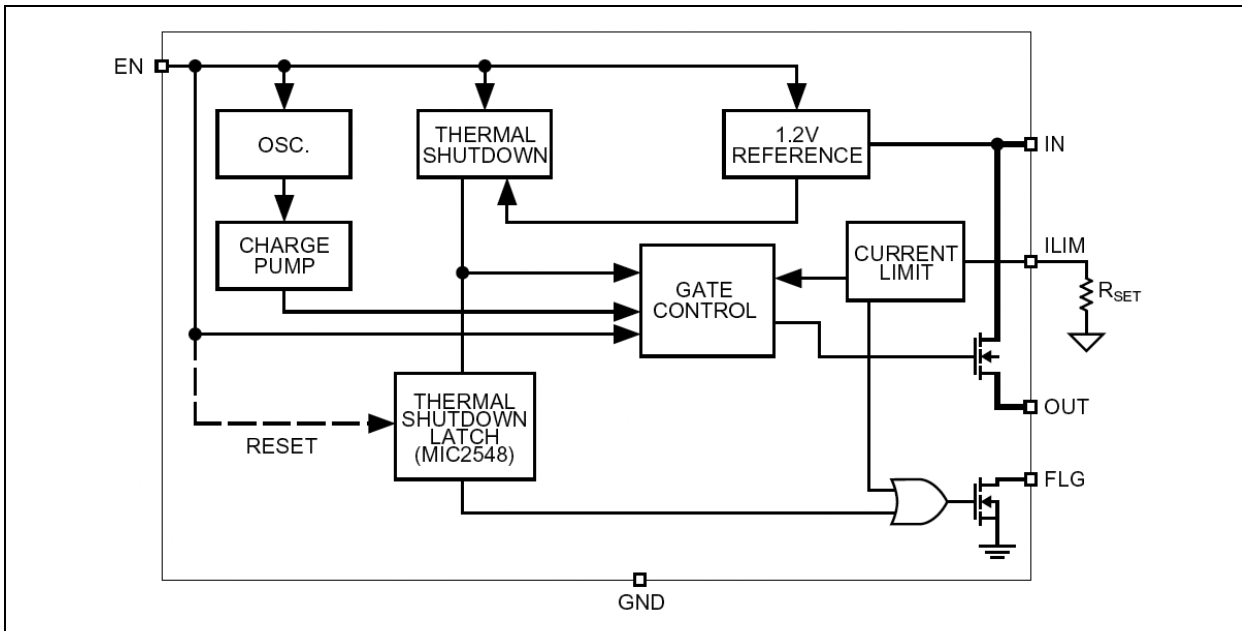 EN
OSC.
THERMAL
SHUTDOWN
1.2V
REFERENCE
IN
CHARGE
PUMP
GATE
CONTROL
CURRENT
LIMIT
ILIM
RSET
THERMAL
SHUTDOWN
LATCH
(MIC2548)
RESET
OUT
FLG
GND